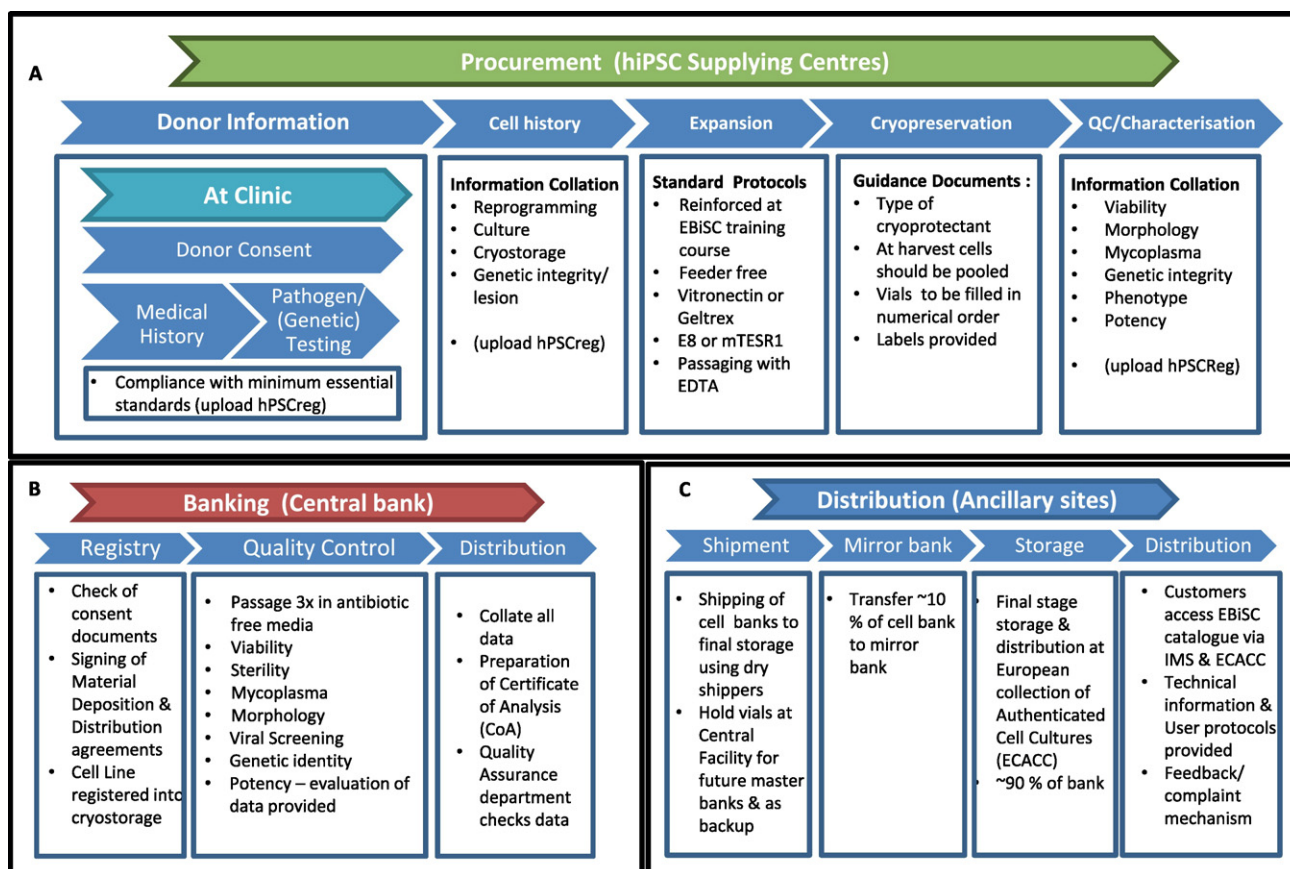 A
Procurement (hiPSC Supplying Centres)
Donor Information
At Clinic
Donor Consent
Medical
History
Pathogen/
(Genetic)
Testing
• Compliance with minimum essential
standards (upload hPSCreg)
Cell history
Information Collation
• Reprogramming
• Culture
• Cryostorage
• Genetic integrity/
lesion
• (upload hPSCreg)
Expansion
Standard Protocols
• Reinforced at
EBiSC training
course
• Feeder free
• Vitronectin or
Geltrex
• E8 or mTESR1
• Passaging with
EDTA
Cryopreservation
Guidance Documents :
• Type of
cryoprotectant
• At harvest cells
should be pooled
• Vials to be filled in
numerical order
• Labels provided
QC/Characterisation
Information Collation
• Viability
• Morphology
• Mycoplasma
• Genetic integrity
• Phenotype
• Potency
• (upload hPSCReg)
B
Banking (Central bank)
Registry
• Check of
consent
documents
• Signing of
Material
Deposition &
Distribution
agreements
• Cell Line
registered into
cryostorage
Quality Control
• Passage 3x in antibiotic
free media
• Viability
• Sterility
• Mycoplasma
• Morphology
• Viral Screening
• Genetic identity
• Potency – evaluation of
data provided
Distribution
• Collate all
data
• Preparation
of Certificate
of Analysis
(CoA)
• Quality
Assurance
department
checks data
C
Distribution (Ancillary sites)
Shipment
• Shipping of
cell banks to
final storage
using dry
shippers
• Hold vials at
Central
Facility for
future master
banks & as
backup
Mirror bank
• Transfer ~10
% of cell bank
to mirror
bank
Storage
• Final stage
storage &
distribution at
European
collection of
Authenticated
Cell Cultures
(ECACC)
• ~90 % of bank
Distribution
• Customers
access EBiSC
catalogue via
IMS & ECACC
• Technical
information &
User protocols
provided
• Feedback/
complaint
mechanism